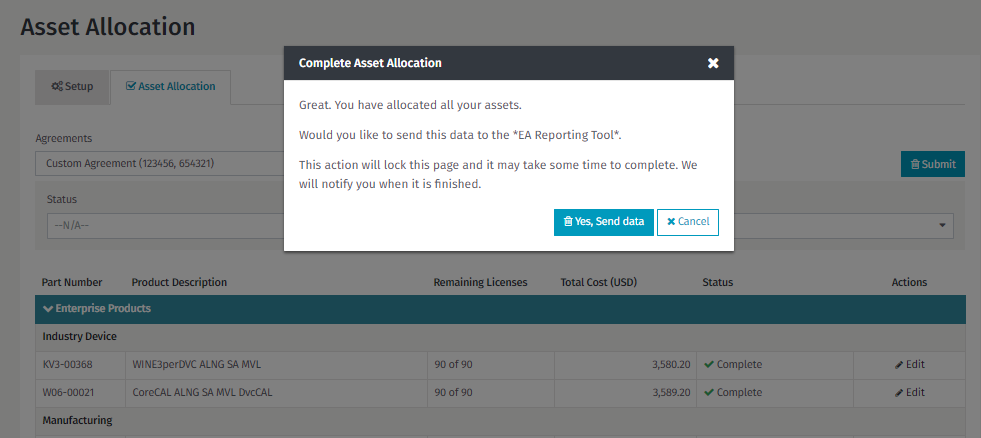 Asset Allocation
Complete Asset Allocation
Setup
Asset Allocation
Great. You have allocated all your assets.
Would you like to send this data to the *EA Reporting Tool*.
This action will lock this page and it may take some time to complete. We
will notify you when it is finished.
Yes, Send data
Cancel
Agreements
Custom Agreement (123456, 654321)
Submit
Status
--N/A--
Part Number Product Description Remaining Licenses Total Cost (USD) Status Actions
Enterprise Products
Industry Device
KV3-00368 WINE3perDVC ALNG SA MVL 90 of 90 3,580.20 Complete Edit
W06-00021 CoreCAL ALNG SA MVL DvcCAL 90 of 90 3,589.20 Complete Edit
Manufacturing